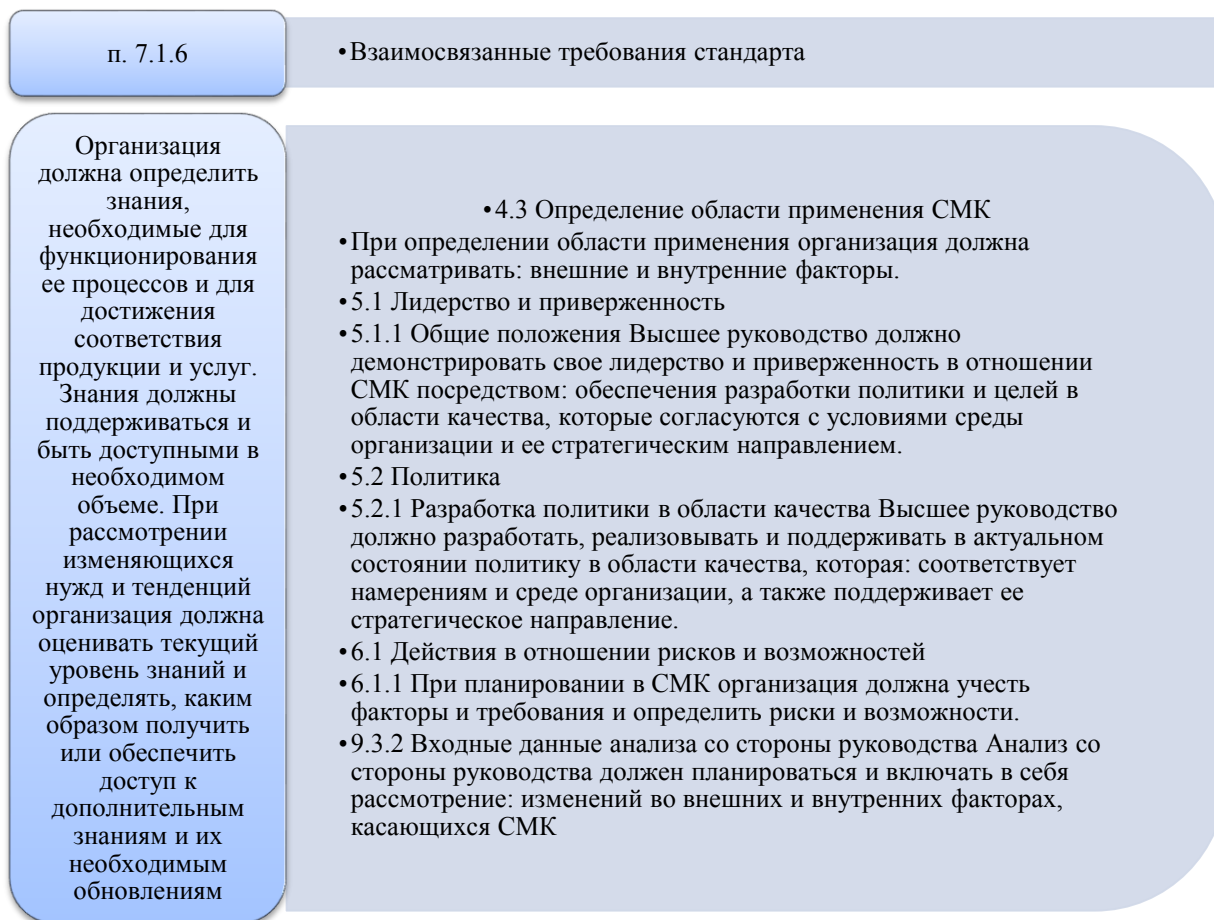 п. 7.1.6
•Взаимосвязанные требования стандарта
Организация
должна определить
знания,
необходимые для
функционирования
ее процессов и для
достижения
соответствия
продукции и услуг.
Знания должны
поддерживаться и
быть доступными в
необходимом
объеме. При
рассмотрении
изменяющихся
нужд и тенденций
организация должна
оценивать текущий
уровень знаний и
определять, каким
образом получить
или обеспечить
доступ к
дополнительным
знаниям и их
необходимым
обновлениям
•4.3 Определение области применения СМК
•При определении области применения организация должна
рассматривать: внешние и внутренние факторы.
•5.1 Лидерство и приверженность
•5.1.1 Общие положения Высшее руководство должно
демонстрировать свое лидерство и приверженность в отношении
СМК посредством: обеспечения разработки политики и целей в
области качества, которые согласуются с условиями среды
организации и ее стратегическим направлением.
•5.2 Политика
•5.2.1 Разработка политики в области качества Высшее руководство
должно разработать, реализовывать и поддерживать в актуальном
состоянии политику в области качества, которая: соответствует
намерениям и среде организации, а также поддерживает ее
стратегическое направление.
•6.1 Действия в отношении рисков и возможностей
•6.1.1 При планировании в СМК организация должна учесть
факторы и требования и определить риски и возможности.
•9.3.2 Входные данные анализа со стороны руководства Анализ со
стороны руководства должен планироваться и включать в себя
рассмотрение: изменений во внешних и внутренних факторах,
касающихся СМК